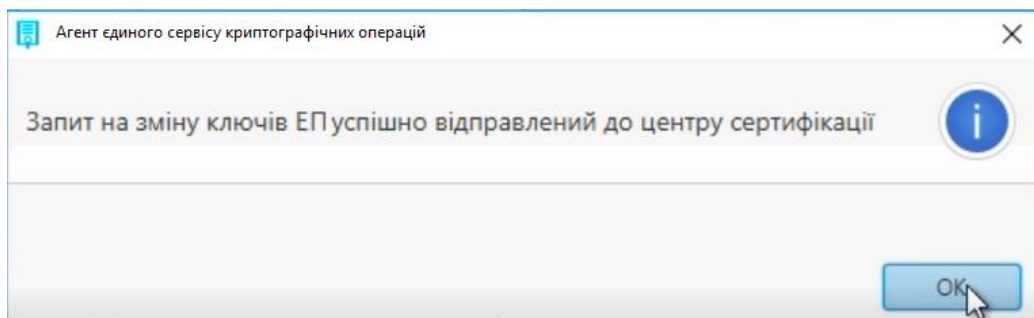 Агент єдиного сервісу криптографічних операцій
Запит на зміну ключів ЕП успішно відправлений до центру сертифікації
OK